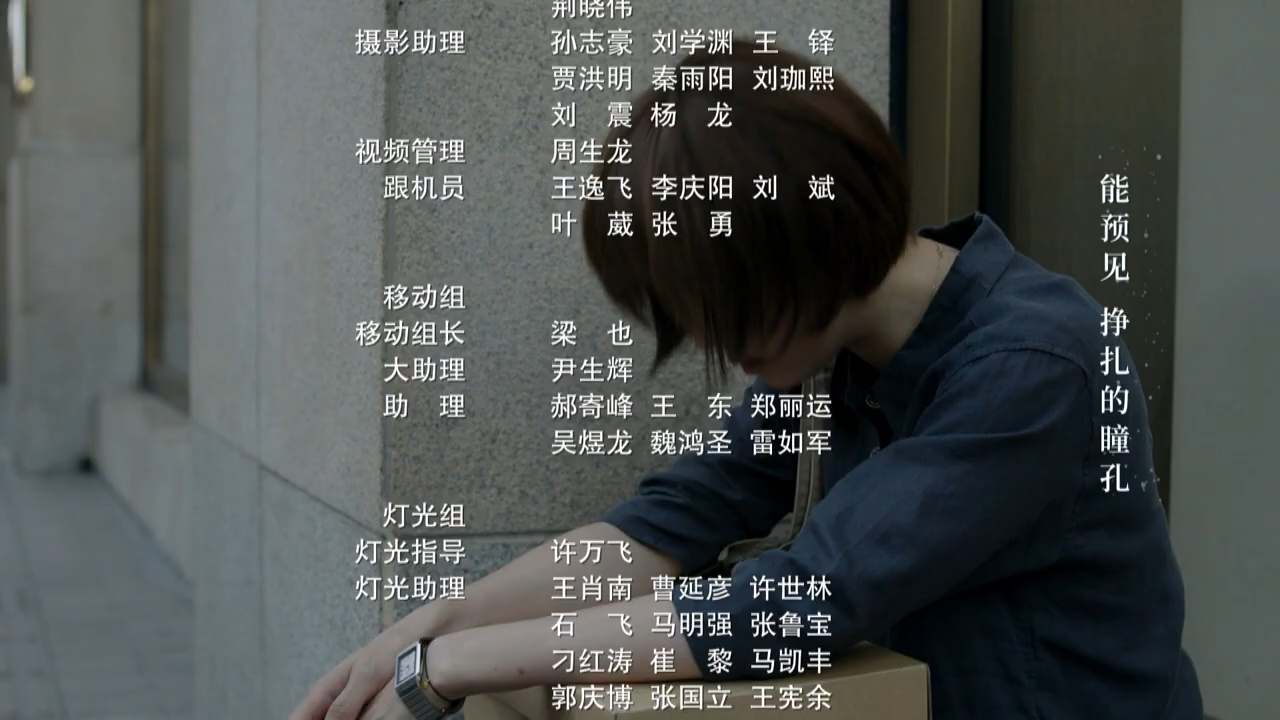 荆晓伟
摄影助理 孙志豪 刘学渊 王 铎
贾洪明 秦雨阳 刘珈熙
刘 震 杨 龙
视频管理 周生龙
跟机员 王逸飞 李庆阳 刘 斌
叶 葳 张 勇
移动组
移动组长 梁 也
大助理 尹生辉
助 理 郝寄峰 王 东 郑丽运
吴煜龙 魏鸿圣 雷如军
灯光组
灯光指导 许万飞
灯光助理 王肖南 曹延彦 许世林
石 飞 马明强 张鲁宝
刁红涛 崔 黎 马凯丰
郭庆博 张国立 王宪余
能预见 挣扎的瞳孔